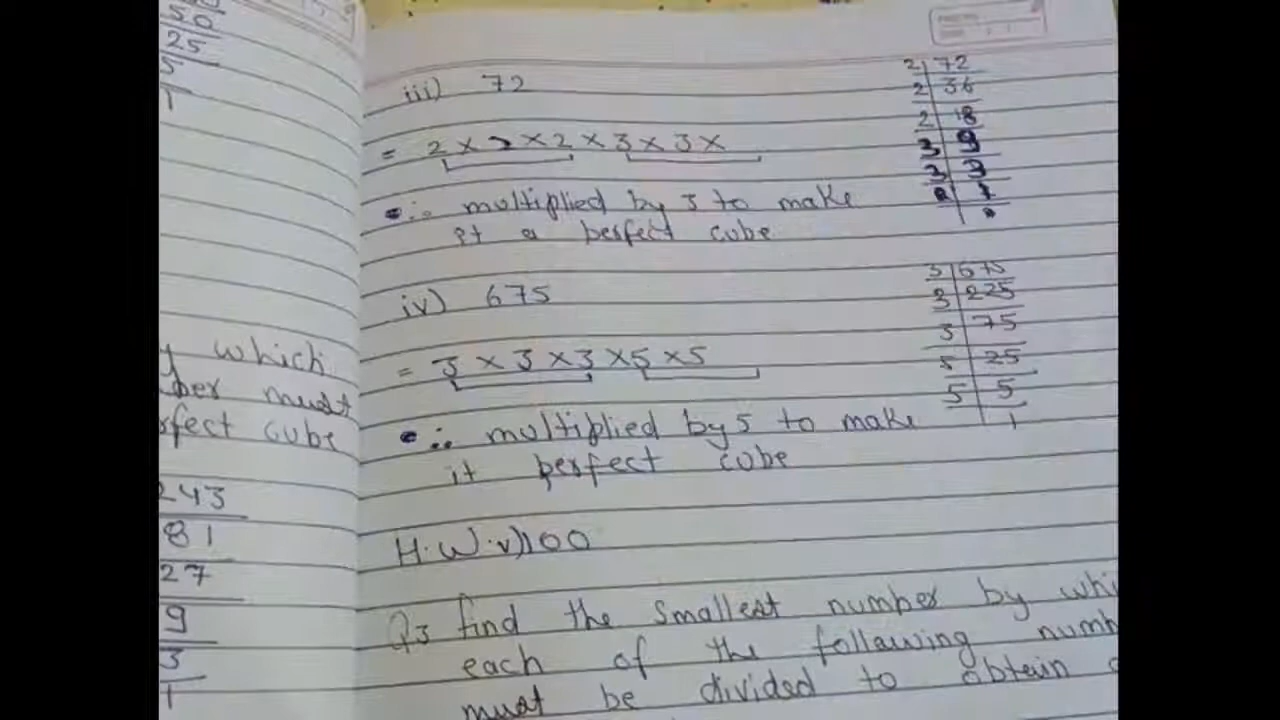 50
25
5
1
y which
ber must
rfect cube
243
81
27
9
3
1
iii) 72
= 2 × 2 × 2 × 3 × 3 ×
∴ multiplied by 3 to make
it a perfect cube
2 | 72
2 | 36
2 | 18
3 | 9
3 | 3
1
iv) 675
= 3 × 3 × 3 × 5 × 5
∴ multiplied by 5 to make
it perfect cube
3 | 675
3 | 225
3 | 75
5 | 25
5 | 5
1
H.W. v) 100
Q3 find the smallest number by whi
each of the following numb
must be divided to obtain a